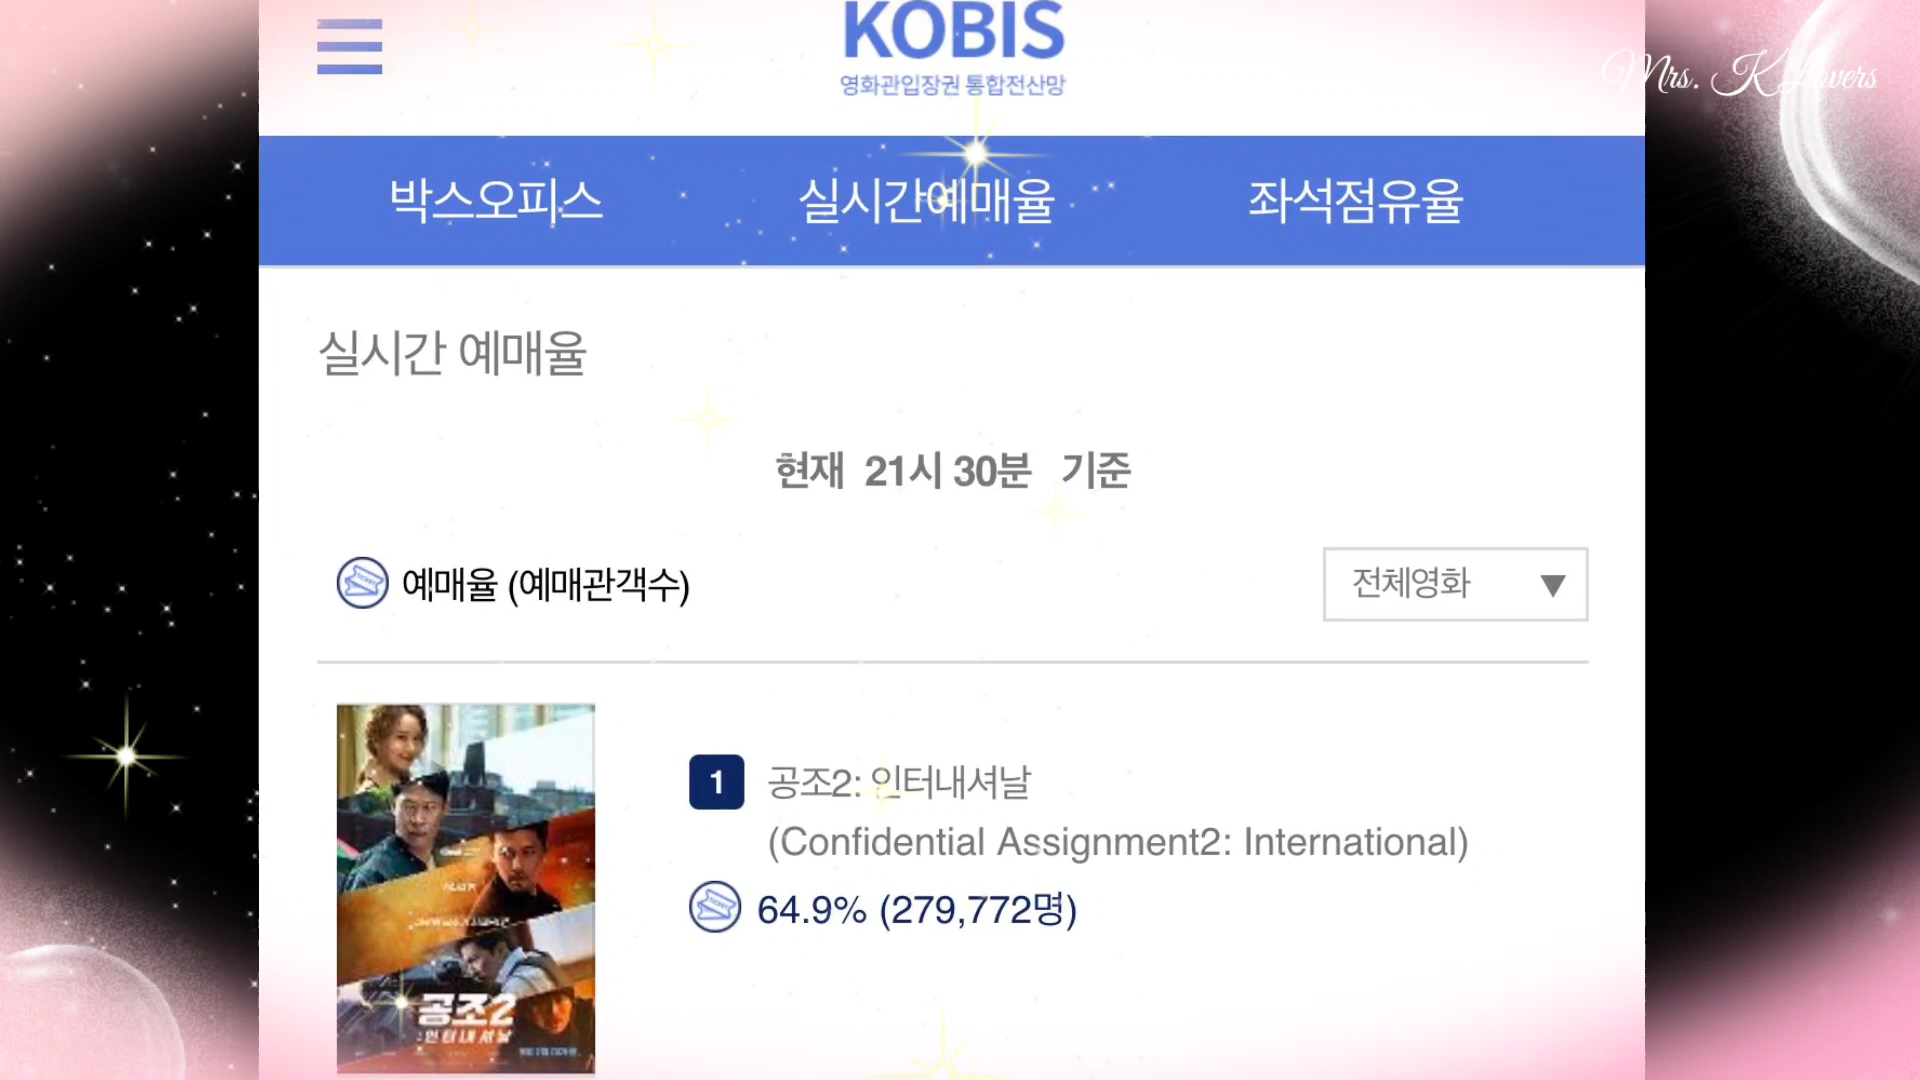 KOBIS
영화관입장권 통합전산망
Mrs. K Lovers
박스오피스 실시간예매율 좌석점유율
실시간 예매율
현재 21시 30분 기준
예매율 (예매관객수)
전체영화 ▼
1 공조2: 인터내셔날
(Confidential Assignment2: International)
64.9% (279,772명)
공조2
:인터내셔날